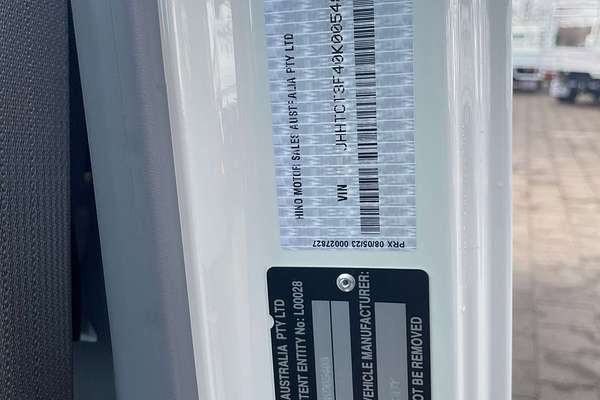 HINO MOTOR SALES AUSTRALIA PTY LTD
VIN JHHTCT3F40K0054
PRX 08/05/23 00027827
AUSTRALIA PTY LTD
TENT ENTITY No: L00028
VEHICLE MANUFACTURER:
OT BE REMOVED